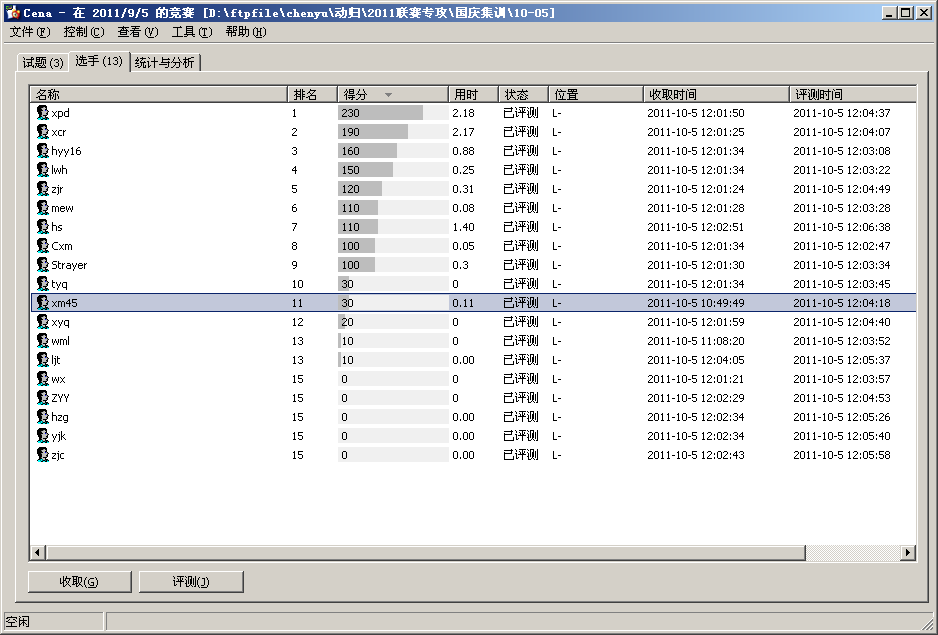 Cena - 在 2011/9/5 的竞赛 [D:\ftpfile\chenyu\动归\2011联赛专攻\国庆集训\10-05]
文件(F) 控制(C) 查看(V) 工具(T) 帮助(H)
试题(3) 选手(13) 统计与分析
名称 排名 得分 用时 状态 位置 收取时间 评测时间
xpd 1 230 2.18 已评测 L- 2011-10-5 12:01:50 2011-10-5 12:04:37
xcr 2 190 2.17 已评测 L- 2011-10-5 12:01:25 2011-10-5 12:04:07
hyy16 3 160 0.88 已评测 L- 2011-10-5 12:01:34 2011-10-5 12:03:08
lwh 4 150 0.25 已评测 L- 2011-10-5 12:01:34 2011-10-5 12:03:22
zjr 5 120 0.31 已评测 L- 2011-10-5 12:01:24 2011-10-5 12:04:49
mew 6 110 0.08 已评测 L- 2011-10-5 12:01:28 2011-10-5 12:03:28
hs 7 110 1.40 已评测 L- 2011-10-5 12:02:51 2011-10-5 12:06:38
Cxm 8 100 0.05 已评测 L- 2011-10-5 12:01:34 2011-10-5 12:02:47
Strayer 9 100 0.3 已评测 L- 2011-10-5 12:01:30 2011-10-5 12:03:34
tyq 10 30 0 已评测 L- 2011-10-5 12:01:34 2011-10-5 12:03:45
xm45 11 30 0.11 已评测 L- 2011-10-5 10:49:49 2011-10-5 12:04:18
xyq 12 20 0 已评测 L- 2011-10-5 12:01:59 2011-10-5 12:04:40
wml 13 10 0 已评测 L- 2011-10-5 11:08:20 2011-10-5 12:03:52
ljt 13 10 0.00 已评测 L- 2011-10-5 12:04:05 2011-10-5 12:05:37
wx 15 0 0 已评测 L- 2011-10-5 12:01:21 2011-10-5 12:03:57
ZYY 15 0 0 已评测 L- 2011-10-5 12:02:29 2011-10-5 12:04:53
hzg 15 0 0.00 已评测 L- 2011-10-5 12:02:34 2011-10-5 12:05:26
yjk 15 0 0.00 已评测 L- 2011-10-5 12:02:34 2011-10-5 12:05:40
zjc 15 0 0.00 已评测 L- 2011-10-5 12:02:43 2011-10-5 12:05:58
收取(G) 评测(J)
空闲